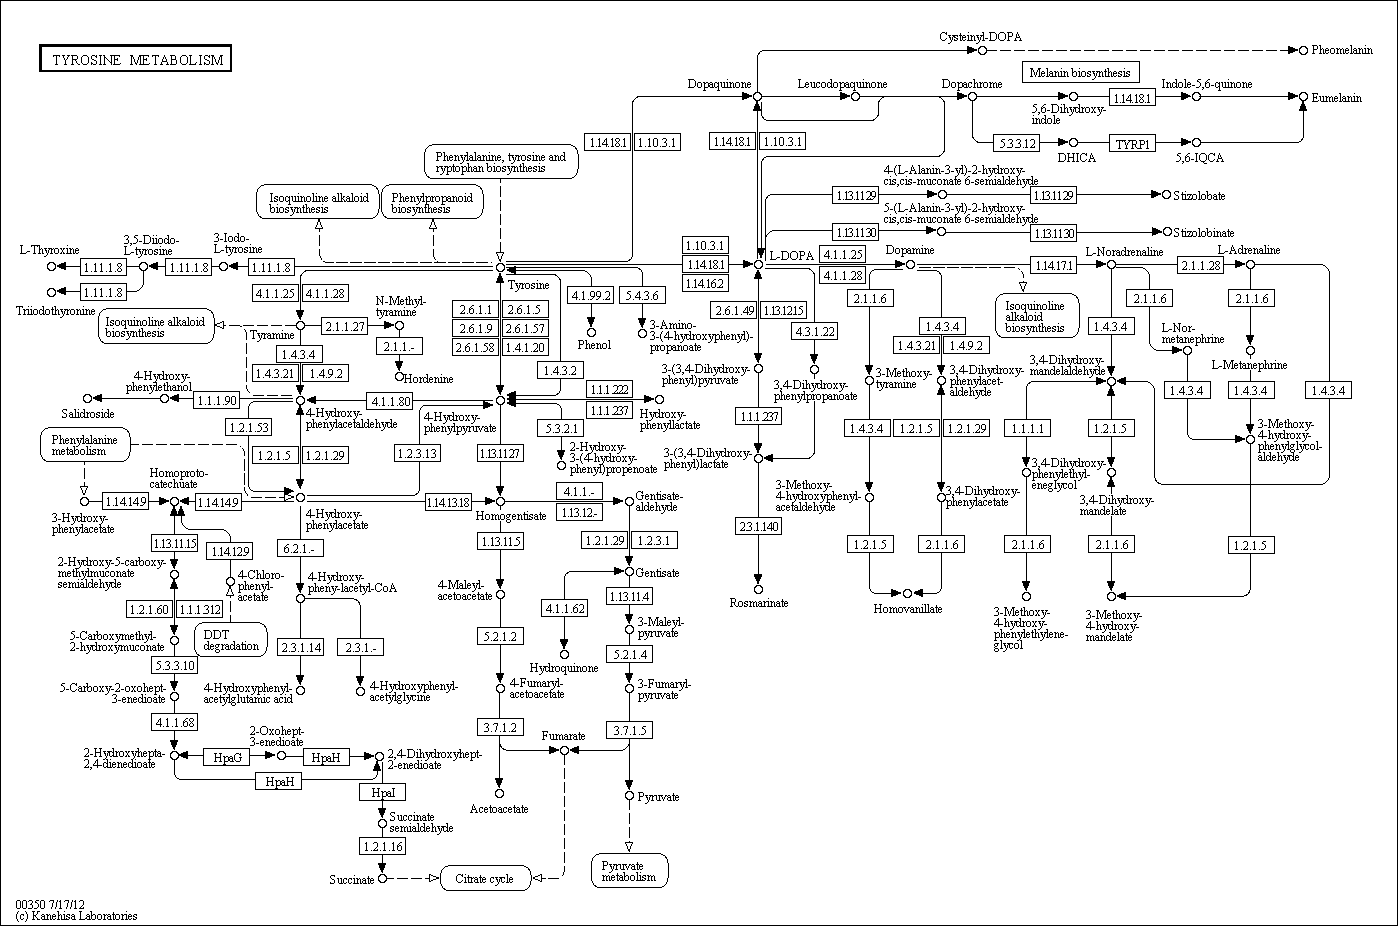 TYROSINE METABOLISM
Cysteinyl-DOPA
Pheomelanin
Melanin biosynthesis
Dopaquinone
Leucodopaquinone
Dopachrome
Indole-5,6-quinone
1.14.18.1
Eumelanin
5,6-Dihydroxy-
indole
1.14.18.1
1.10.3.1
1.14.18.1
1.10.3.1
5.3.3.12
TYRP1
DHICA
5,6-IQCA
Phenylalanine, tyrosine and
ryptophan biosynthesis
Isoquinoline alkaloid
biosynthesis
Phenylpropanoid
biosynthesis
4-(L-Alanin-3-yl)-2-hydroxy-
cis,cis-muconate 6-semialdehyde
1.13.1129
1.13.1129
Stizolobate
5-(L-Alanin-3-yl)-2-hydroxy-
cis,cis-muconate 6-semialdehyde
1.13.1130
1.13.1130
Stizolobinate
L-Thyroxine
3,5-Diiodo-
L-tyrosine
3-Iodo-
L-tyrosine
1.11.1.8
1.11.1.8
1.11.1.8
1.11.1.8
Triiodothyronine
Tyrosine
1.10.3.1
1.14.18.1
1.14.16.2
L-DOPA
4.1.1.25
4.1.1.28
Dopamine
1.14.17.1
L-Noradrenaline
2.1.1.28
L-Adrenaline
4.1.1.25
4.1.1.28
Isoquinoline alkaloid
biosynthesis
Tyramine
2.1.1.27
N-Methyl-
tyramine
2.1.1.-
Hordenine
2.6.1.1
2.6.1.5
2.6.1.9
2.6.1.57
2.6.1.58
1.4.1.20
4.1.99.2
5.4.3.6
Phenol
3-Amino-
3-(4-hydroxyphenyl)-
propanoate
2.6.1.49
1.13.1215
4.3.1.22
2.1.1.6
1.4.3.4
1.4.3.21
1.4.9.2
Isoquinoline
alkaloid
biosynthesis
2.1.1.6
1.4.3.4
L-Nor-
metanephrine
2.1.1.6
L-Metanephrine
1.4.3.4
1.4.3.21
1.4.9.2
1.4.3.2
4-Hydroxy-
phenylethanol
Salidroside
1.1.1.90
4-Hydroxy-
phenylacetaldehyde
4.1.1.80
4-Hydroxy-
phenylpyruvate
1.1.1.222
1.1.1.237
Hydroxy-
phenyllactate
3-(3,4-Dihydroxy-
phenyl)pyruvate
3,4-Dihydroxy-
phenylpropanoate
3-Methoxy-
tyramine
3,4-Dihydroxy-
phenylacet-
aldehyde
3,4-Dihydroxy-
mandelaldehyde
1.4.3.4
1.4.3.4
1.4.3.4
1.2.1.53
1.2.1.5
1.2.1.29
1.2.3.13
1.13.1127
5.3.2.1
2-Hydroxy-
3-(4-hydroxy-
phenyl)propenoate
1.1.1.237
3-(3,4-Dihydroxy-
phenyl)lactate
1.4.3.4
1.2.1.5
1.2.1.29
1.1.1.1
1.2.1.5
3-Methoxy-
4-hydroxy-
phenylglycol-
aldehyde
Phenylalanine
metabolism
Homoproto-
catechuate
1.14.14.9
1.14.14.9
3-Hydroxy-
phenylacetate
4-Hydroxy-
phenylacetate
1.14.13.18
Homogentisate
4.1.1.-
1.13.12.-
Gentisate-
aldehyde
3-Methoxy-
4-hydroxyphenyl-
acetaldehyde
3,4-Dihydroxy-
phenylacetate
3,4-Dihydroxy-
phenylethyl-
eneglycol
3,4-Dihydroxy-
mandelate
1.13.11.15
1.14.12.9
6.2.1.-
1.13.11.5
1.2.1.29
1.2.3.1
2.3.1.140
1.2.1.5
2.1.1.6
2.1.1.6
2.1.1.6
1.2.1.5
2-Hydroxy-5-carboxy-
methylmuconate
semialdehyde
4-Chloro-
phenyl-
acetate
4-Hydroxy-
pheny-lacetyl-CoA
4-Maleyl-
acetoacetate
Gentisate
Rosmarinate
Homovanillate
3-Methoxy-
4-hydroxy-
phenylethylene-
glycol
3-Methoxy-
4-hydroxy-
mandelate
1.2.1.60
1.1.1.312
4.1.1.62
1.13.11.4
5-Carboxymethyl-
2-hydroxymuconate
DDT
degradation
2.3.1.14
2.3.1.-
5.2.1.2
3-Maleyl-
pyruvate
Hydroquinone
5.2.1.4
5.3.3.10
5-Carboxy-2-oxohept-
3-enedioate
4-Hydroxyphenyl-
acetylglutamic acid
4-Hydroxyphenyl-
acetylglycine
4-Fumaryl-
acetoacetate
3-Fumaryl-
pyruvate
4.1.1.68
3.7.1.2
3.7.1.5
Fumarate
2-Hydroxyhepta-
2,4-dienedioate
HpaG
2-Oxohept-
3-enedioate
HpaH
2,4-Dihydroxyhept-
2-enedioate
HpaH
HpaI
Acetoacetate
Pyruvate
Succinate
semialdehyde
1.2.1.16
Succinate
Citrate cycle
Pyruvate
metabolism
00350 7/17/12
(c) Kanehisa Laboratories